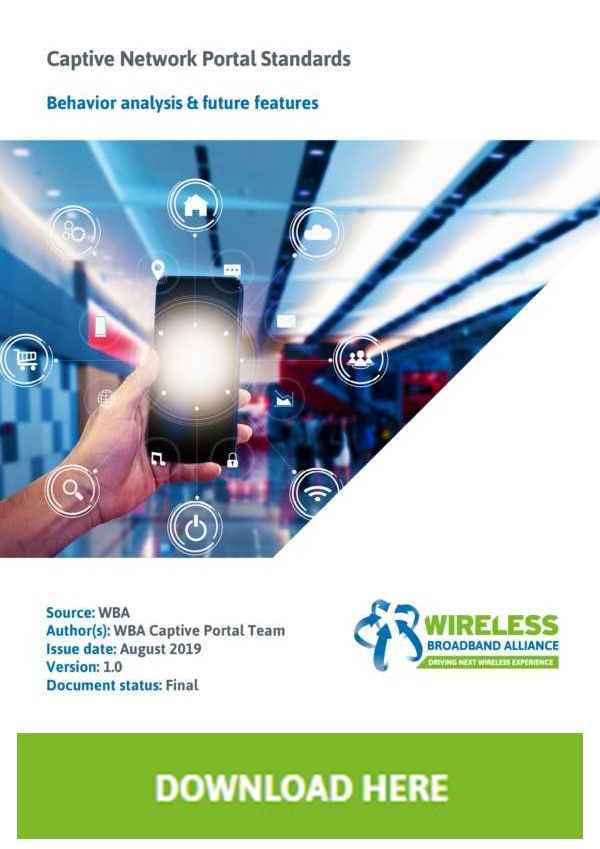 Captive Network Portal Standards
Behavior analysis & future features
Source: WBA
Author(s): WBA Captive Portal Team
Issue date: August 2019
Version: 1.0
Document status: Final
WIRELESS
BROADBAND ALLIANCE
DRIVING NEXT WIRELESS EXPERIENCE
DOWNLOAD HERE